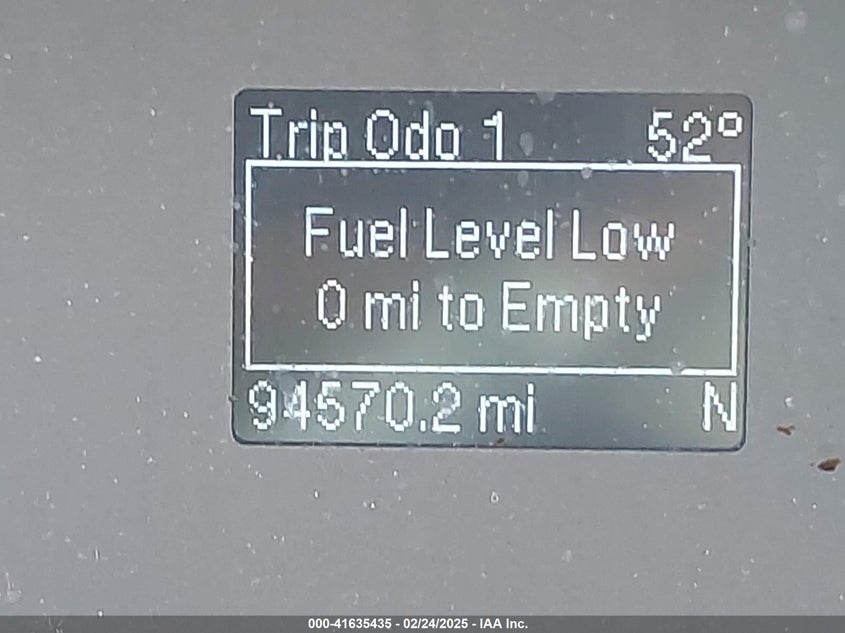 Trip Odo 1 52°
Fuel Level Low
0 mi to Empty
94570.2 mi N
000-41635435 - 02/24/2025 - IAA Inc.